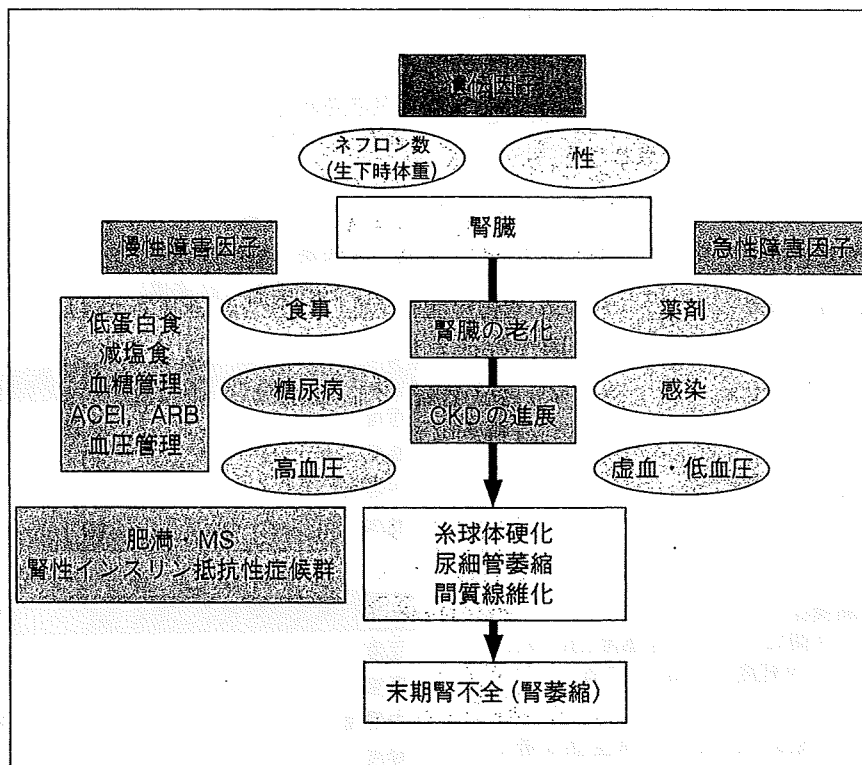 遺伝因子
ネフロン数
(生下時体重)
性
腎臓
慢性障害因子
急性障害因子
食事
薬剤
低蛋白食
減塩食
血糖管理
ACEI, ARB
血圧管理
腎臓の老化
糖尿病
感染
CKDの進展
高血圧
虚血・低血圧
肥満・MS
腎性インスリン抵抗性症候群
糸球体硬化
尿細管萎縮
間質線維化
末期腎不全(腎萎縮)